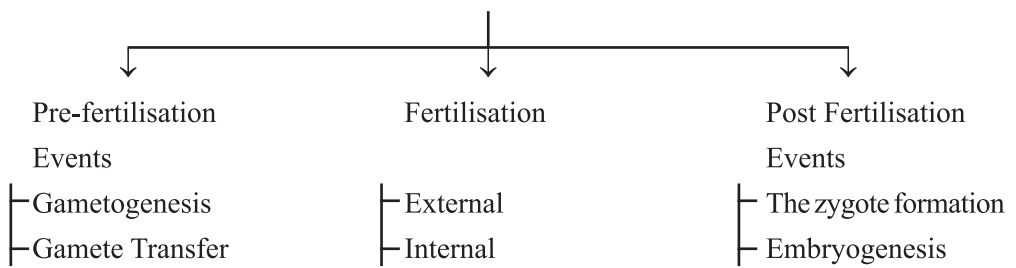 Pre-fertilisation
Events
Gametogenesis
Gamete Transfer
Fertilisation
External
Internal
Post Fertilisation
Events
The zygote formation
Embryogenesis